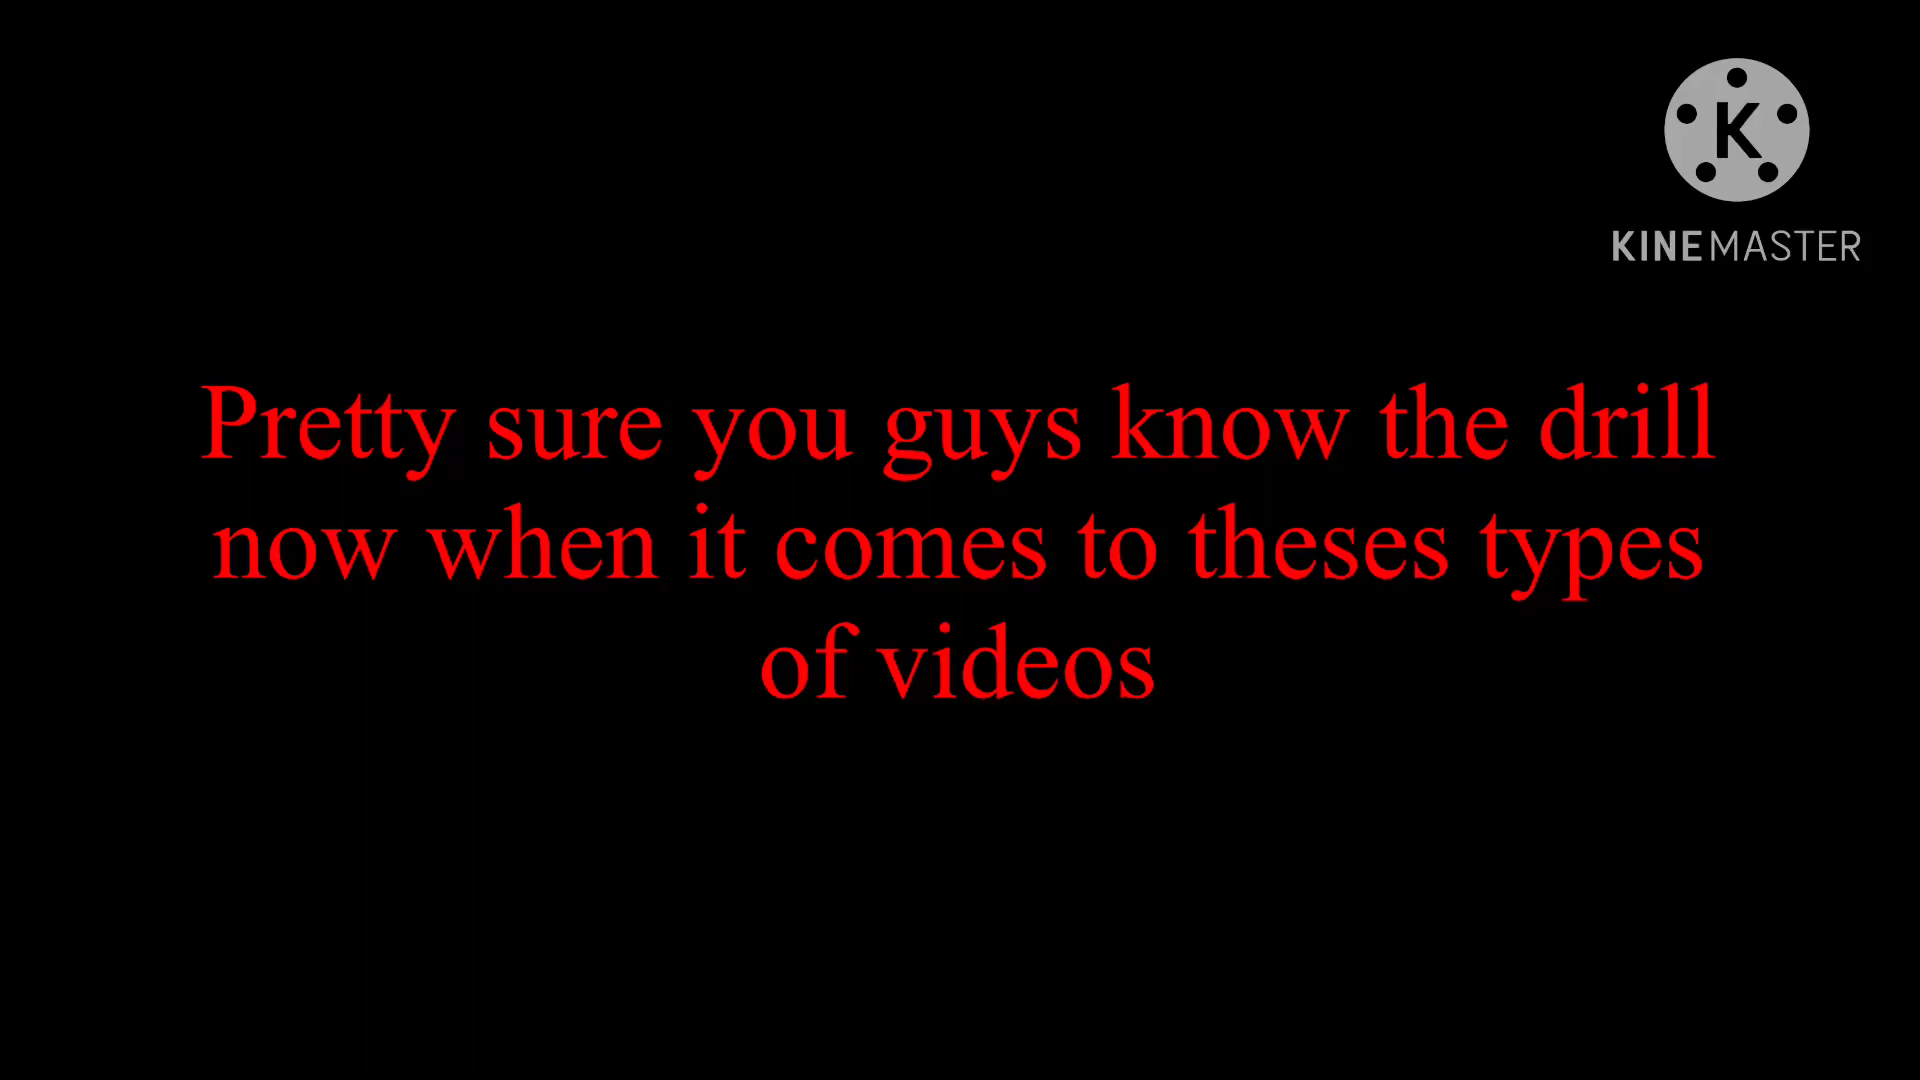 K
KINEMASTER
Pretty sure you guys know the drill
now when it comes to theses types
of videos